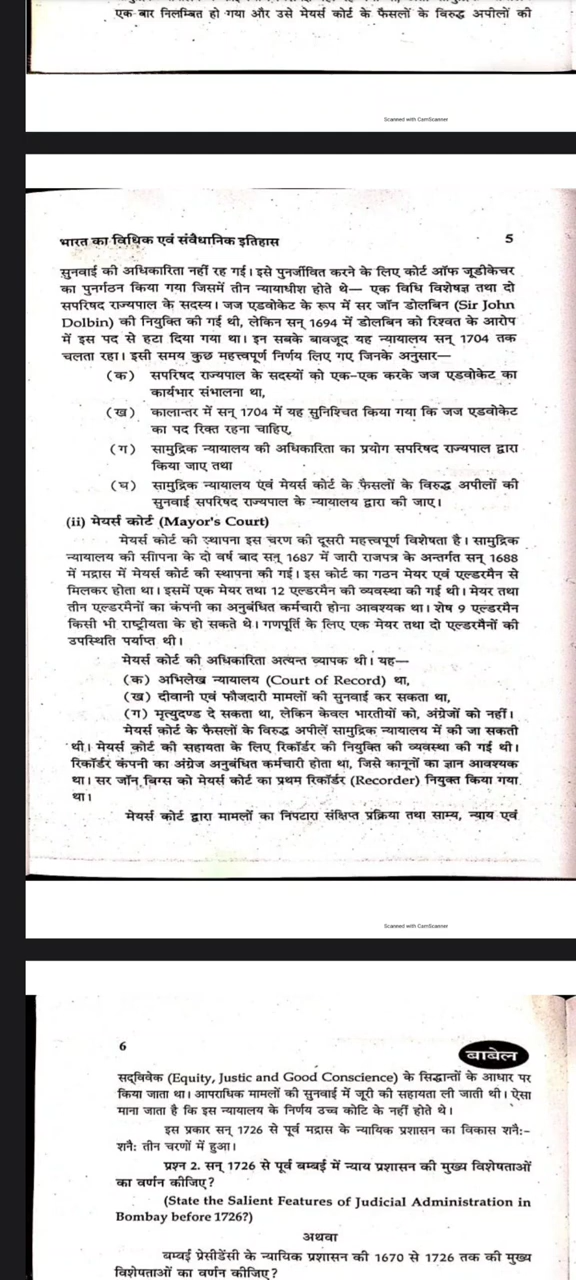 एक बार निलम्बित हो गया और उसे मेयर्स कोर्ट के फैसलों के विरुद्ध अपीलों की
Scanned with CamScanner
भारत का विधिक एवं संवैधानिक इतिहास 5
सुनवाई की अधिकारिता नहीं रह गई। इसे पुनर्जीवित करने के लिए कोर्ट ऑफ जूडीकेचर
का पुनर्गठन किया गया जिसमें तीन न्यायाधीश होते थे— एक विधि विशेषज्ञ तथा दो
सपरिषद राज्यपाल के सदस्य। जज एडवोकेट के रूप में सर जॉन डोलबिन (Sir John
Dolbin) की नियुक्ति की गई थी, लेकिन सन् 1694 में डोलबिन को रिश्वत के आरोप
में इस पद से हटा दिया गया था। इन सबके बावजूद यह न्यायालय सन् 1704 तक
चलता रहा। इसी समय कुछ महत्त्वपूर्ण निर्णय लिए गए जिनके अनुसार—
(क) सपरिषद राज्यपाल के सदस्यों को एक-एक करके जज एडवोकेट का
कार्यभार संभालना था,
(ख) कालान्तर में सन् 1704 में यह सुनिश्चित किया गया कि जज एडवोकेट
का पद रिक्त रहना चाहिए,
(ग) सामुद्रिक न्यायालय की अधिकारिता का प्रयोग सपरिषद राज्यपाल द्वारा
किया जाए तथा
(घ) सामुद्रिक न्यायालय एवं मेयर्स कोर्ट के फैसलों के विरुद्ध अपीलों की
सुनवाई सपरिषद राज्यपाल के न्यायालय द्वारा की जाए।
(ii) मेयर्स कोर्ट (Mayor's Court)
मेयर्स कोर्ट की स्थापना इस चरण की दूसरी महत्त्वपूर्ण विशेषता है। सामुद्रिक
न्यायालय की सीापना के दो वर्ष बाद सन् 1687 में जारी राजपत्र के अन्तर्गत सन् 1688
में मद्रास में मेयर्स कोर्ट की स्थापना की गई। इस कोर्ट का गठन मेयर एवं एल्डरमैन से
मिलकर होता था। इसमें एक मेयर तथा 12 एल्डरमैन की व्यवस्था की गई थी। मेयर तथा
तीन एल्डरमैनों का कंपनी का अनुबंधित कर्मचारी होना आवश्यक था। शेष 9 एल्डरमैन
किसी भी राष्ट्रीयता के हो सकते थे। गणपूर्ति के लिए एक मेयर तथा दो एल्डरमैनों की
उपस्थिति पर्याप्त थी।
मेयर्स कोर्ट की अधिकारिता अत्यन्त व्यापक थी। यह—
(क) अभिलेख न्यायालय (Court of Record) था,
(ख) दीवानी एवं फौजदारी मामलों की सुनवाई कर सकता था,
(ग) मृत्युदण्ड दे सकता था, लेकिन केवल भारतीयों को, अंग्रेजों को नहीं।
मेयर्स कोर्ट के फैसलों के विरुद्ध अपीलें सामुद्रिक न्यायालय में की जा सकती
थी। मेयर्स कोर्ट की सहायता के लिए रिकॉर्डर की नियुक्ति की व्यवस्था की गई थी।
रिकॉर्डर कंपनी का अंग्रेज अनुबंधित कर्मचारी होता था, जिसे कानूनों का ज्ञान आवश्यक
था। सर जॉन बिग्स को मेयर्स कोर्ट का प्रथम रिकॉर्डर (Recorder) नियुक्त किया गया
था।
मेयर्स कोर्ट द्वारा मामलों का निपटारा संक्षिप्त प्रक्रिया तथा साम्य, न्याय एवं
Scanned with CamScanner
6 बाबेल
सद्विवेक (Equity, Justic and Good Conscience) के सिद्धान्तों के आधार पर
किया जाता था। आपराधिक मामलों की सुनवाई में जूरी की सहायता ली जाती थी। ऐसा
माना जाता है कि इस न्यायालय के निर्णय उच्च कोटि के नहीं होते थे।
इस प्रकार सन् 1726 से पूर्व मद्रास के न्यायिक प्रशासन का विकास शनै:-
शनै: तीन चरणों में हुआ।
प्रश्न 2. सन् 1726 से पूर्व बम्बई में न्याय प्रशासन की मुख्य विशेषताओं
का वर्णन कीजिए?
(State the Salient Features of Judicial Administration in
Bombay before 1726?)
अथवा
बम्बई प्रेसीडेंसी के न्यायिक प्रशासन की 1670 से 1726 तक की मुख्य
विशेषताओं का वर्णन कीजिए?